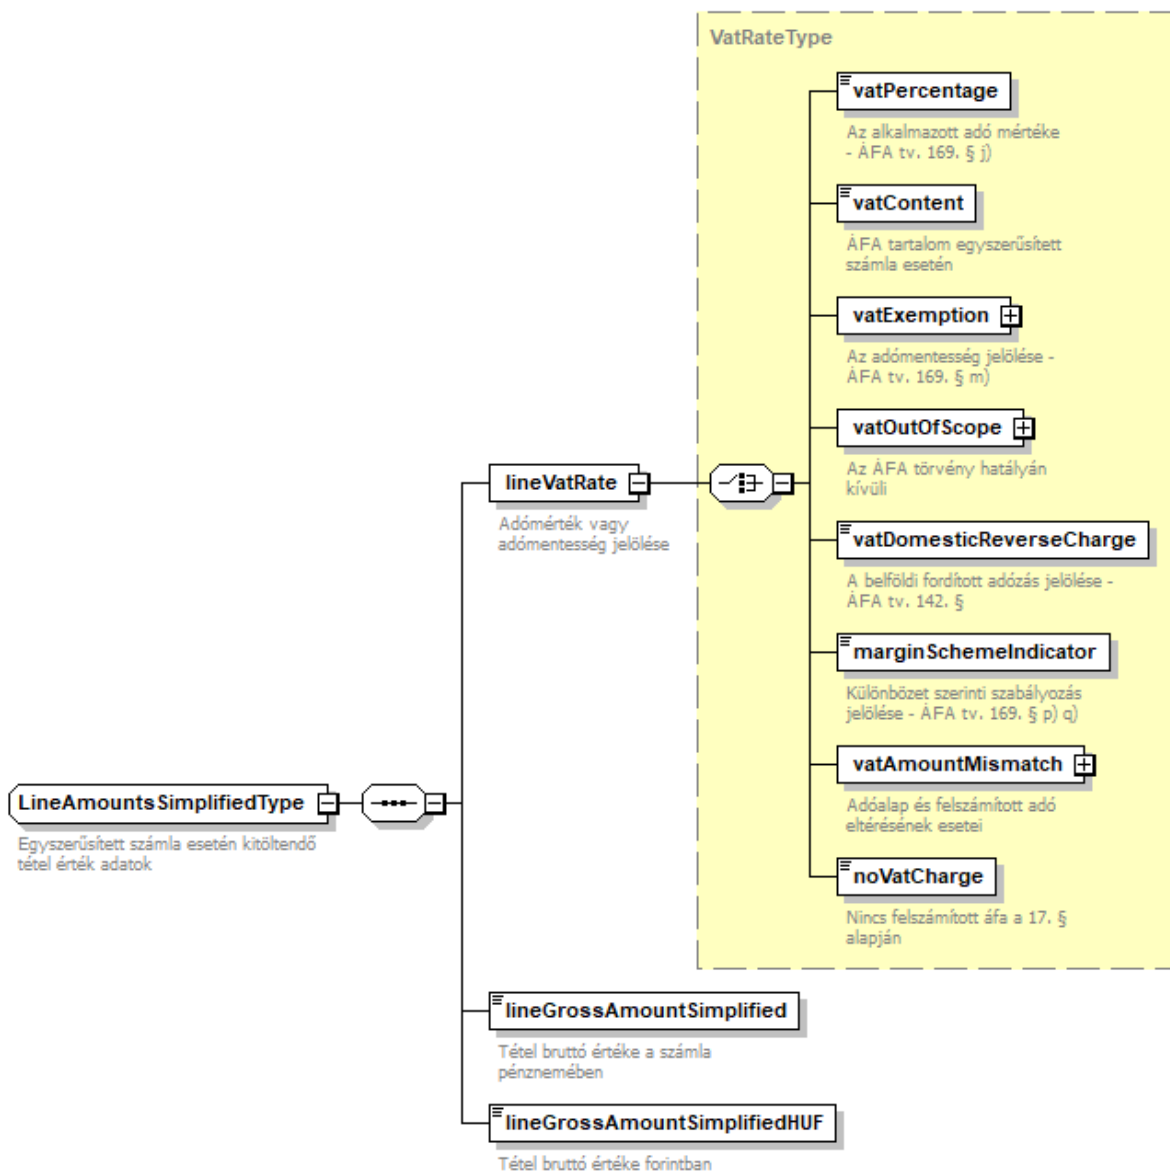 VatRateType
vatPercentage
Az alkalmazott adó mértéke
- ÁFA tv. 169. § j)
vatContent
ÁFA tartalom egyszerűsített
számla esetén
vatExemption
Az adómentesség jelölése -
ÁFA tv. 169. § m)
vatOutOfScope
Az ÁFA törvény hatályán
kívüli
lineVatRate
Adómérték vagy
adómentesség jelölése
vatDomesticReverseCharge
A belföldi fordított adózás jelölése -
ÁFA tv. 142. §
marginSchemeIndicator
Különbözet szerinti szabályozás
jelölése - ÁFA tv. 169. § p) q)
vatAmountMismatch
Adóalap és felszámított adó
eltérésének esetei
LineAmountsSimplifiedType
Egyszerűsített számla esetén kitöltendő
tétel érték adatok
noVatCharge
Nincs felszámított áfa a 17. §
alapján
lineGrossAmountSimplified
Tétel bruttó értéke a számla
pénznemében
lineGrossAmountSimplifiedHUF
Tétel bruttó értéke forintban